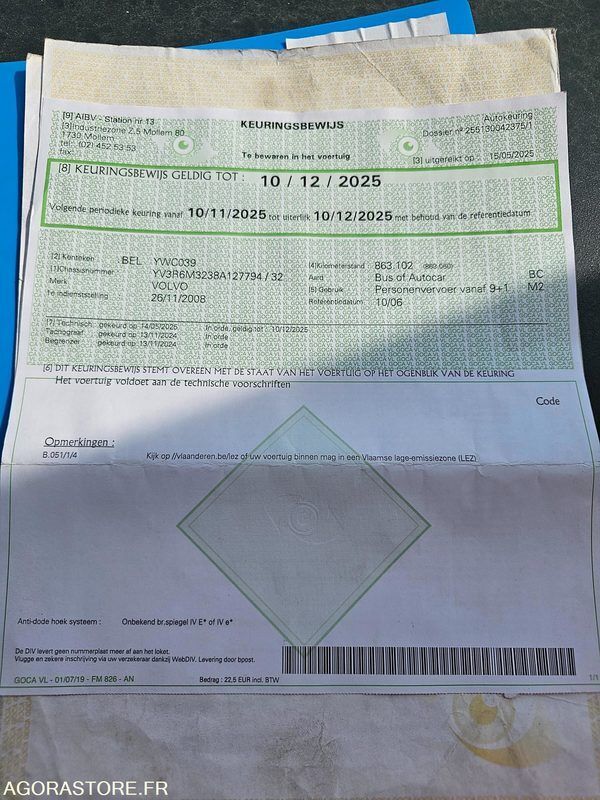 [9] AIBV - Station nr 13
[3]Industriezone Z.5 Mollem 80
1730 Mollem
tel.: (02) 452 53 53
fax:
KEURINGSBEWIJS
Te bewaren in het voertuig
Autokeuring
Dossier nº 255130042375/1
[3] uitgereikt op : 15/05/2025
[8] KEURINGSBEWIJS GELDIG TOT : 10 / 12 / 2025
Volgende periodieke keuring vanaf 10/11/2025 tot uiterlijk 10/12/2025 met behoud van de referentiedatum
[2] Kenteken : BEL YWC039
[1]Chassisnummer : YV3R6M3238A127794 / 32
Merk VOLVO
1e indienststelling 26/11/2008
[4]Kilometerstand : 863.102
Aard : Bus of Autocar BC
[5] Gebruik : Personenvervoer vanaf 9+1 M2
Referentiedatum : 10/06
[7] Technisch : gekeurd op 14/05/2025 In orde, geldig tot : 10/12/2025
Tachograaf : gekeurd op 13/11/2024 In orde
Begrenzer : gekeurd op 13/11/2024 In orde
[6] DIT KEURINGSBEWIJS STEMT OVEREEN MET DE STAAT VAN HET VOERTUIG OP HET OGENBLIK VAN DE KEURING
Het voertuig voldoet aan de technische voorschriften
Code
Opmerkingen :
B.051/1/4 Kijk op //vlaanderen.be/lez of uw voertuig binnen mag in een Vlaamse lage-emissiezone (LEZ)
Anti-dode hoek systeem : Onbekend br.spiegel IV E* of IV e*
De DIV levert geen nummerplaat meer af aan het loket.
Vlugge en zekere inschrijving via uw verzekeraar dankzij WebDIV. Levering door bpost.
GOCA VL - 01/07/19 - FM 826 - AN
Bedrag : 22,5 EUR incl. BTW
1/1
AGORASTORE.FR